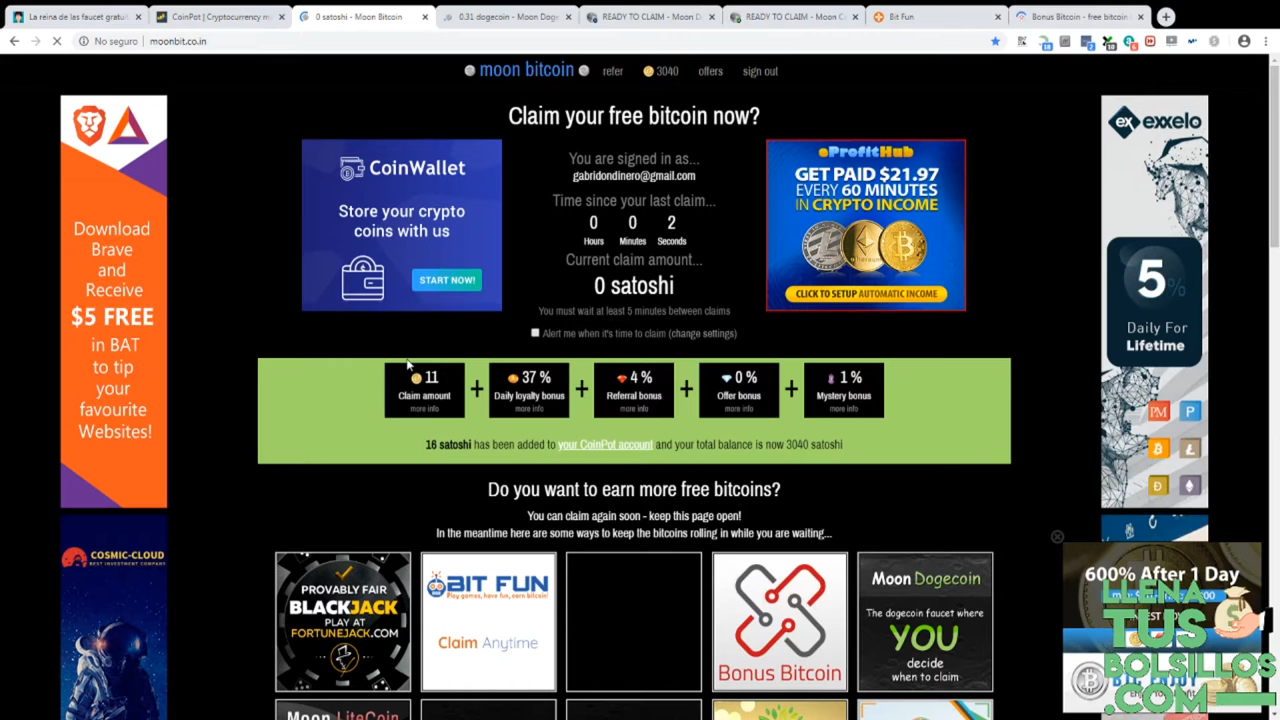 La reina de las faucet gratuit
CoinPot | Cryptocurrency m
0 satoshi - Moon Bitcoin
0.31 dogecoin - Moon Dog
READY TO CLAIM - Moon D
READY TO CLAIM - Moon C
Bit Fun
Bonus Bitcoin - free bitcoin
No seguro | moonbit.co.in
moon bitcoin refer 3040 offers sign out
Claim your free bitcoin now?
Download
Brave
and
Receive
$5 FREE
in BAT
to tip
your
favourite
Websites!
CoinWallet
Store your crypto
coins with us
START NOW!
You are signed in as...
gabridondinero@gmail.com
Time since your last claim...
0 0 2
Hours Minutes Seconds
Current claim amount...
0 satoshi
You must wait at least 5 minutes between claims
Alert me when it's time to claim (change settings)
eProfitHub
GET PAID $21.97
EVERY 60 MINUTES
IN CRYPTO INCOME
CLICK TO SETUP AUTOMATIC INCOME
ex exxelo
5%
Daily For
Lifetime
11 + 37 % + 4 % + 0 % + 1 %
Claim amount Daily loyalty bonus Referral bonus Offer bonus Mystery bonus
more info more info more info more info more info
16 satoshi has been added to your CoinPot account and your total balance is now 3040 satoshi
Do you want to earn more free bitcoins?
You can claim again soon - keep this page open!
In the meantime here are some ways to keep the bitcoins rolling in while you are waiting...
COSMIC-CLOUD
BEST INVESTMENT COMPANY
PROVABLY FAIR
BLACKJACK
PLAY AT
FORTUNEJACK.COM
BIT FUN
Play games, have fun, earn bitcoin!
Claim Anytime
Bonus Bitcoin
Moon Dogecoin
The dogecoin faucet where
YOU
decide
when to claim
Moon LiteCoin
600% After 1 Day
LLENA
TUS
BOLSILLOS
.COM